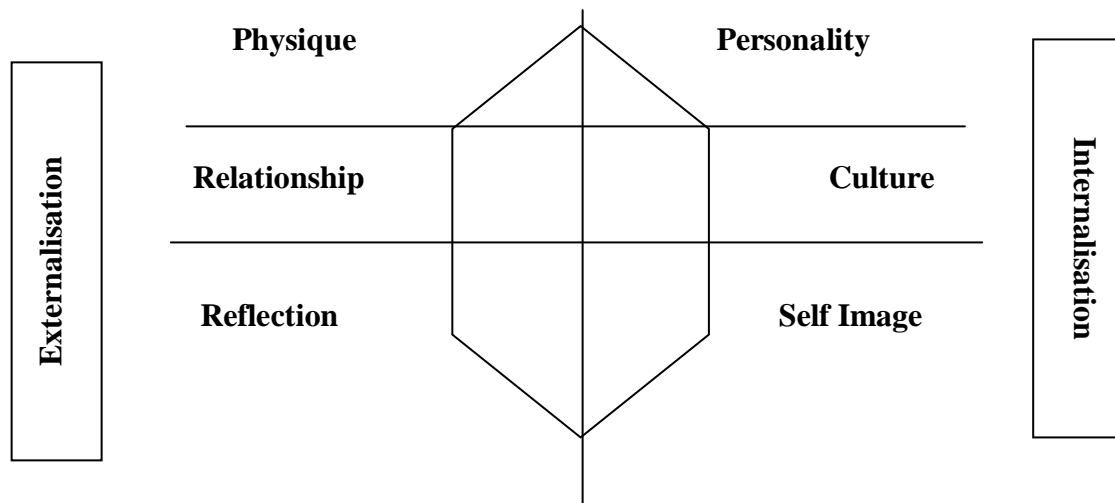 Physique
Personality
Externalisation
Relationship
Culture
Internalisation
Reflection
Self Image